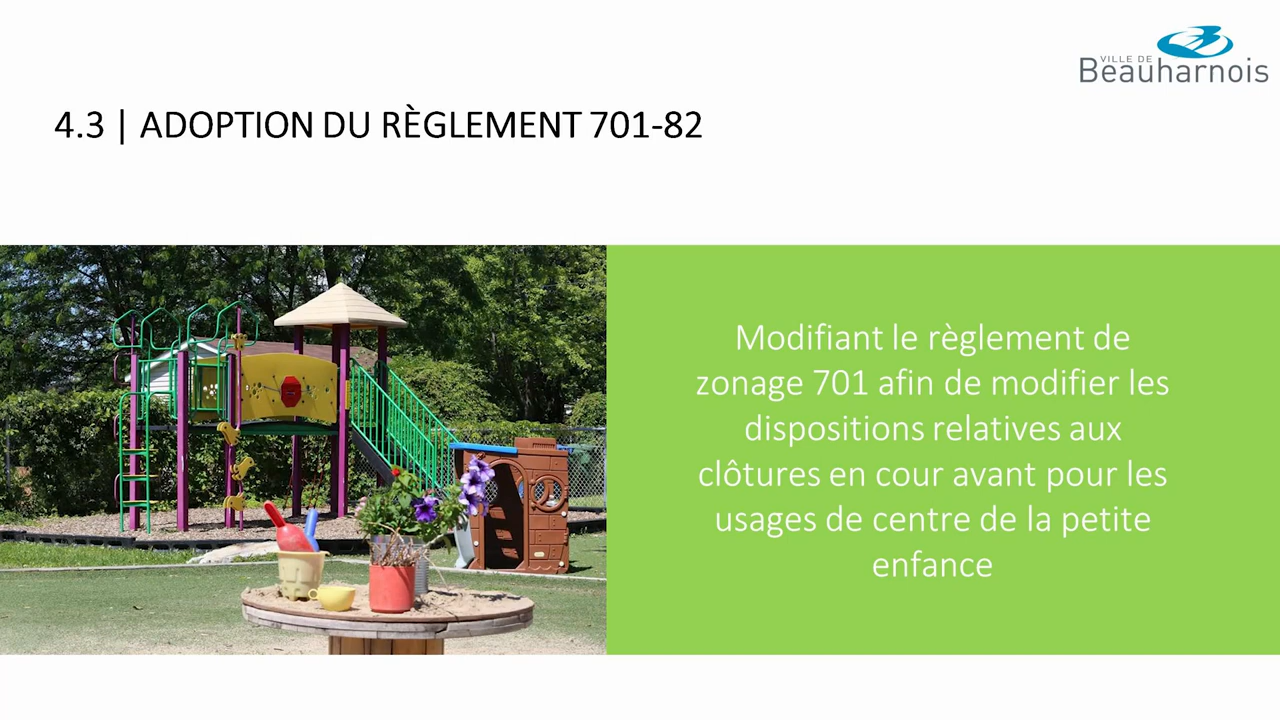 VILLE DE
Beauharnois
4.3 | ADOPTION DU RÈGLEMENT 701-82
Modifiant le règlement de
zonage 701 afin de modifier les
dispositions relatives aux
clôtures en cour avant pour les
usages de centre de la petite
enfance